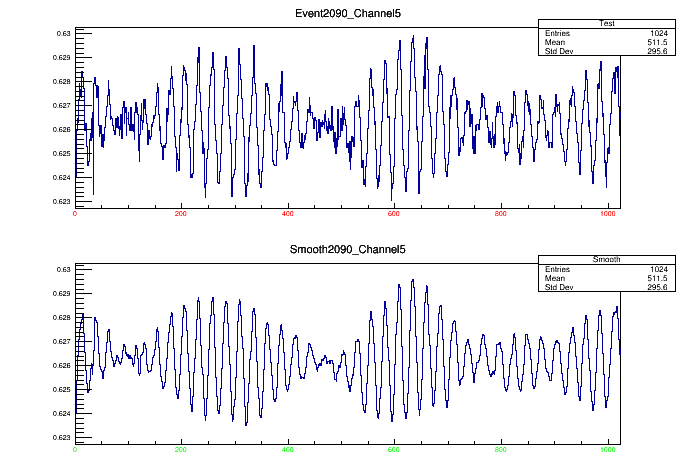 Event2090_Channel5
Test
Entries 1024
Mean 511.5
Std Dev 295.6
0.63
0.629
0.628
0.627
0.626
0.625
0.624
0.623
0 200 400 600 800 1000
Smooth2090_Channel5
Smooth
Entries 1024
Mean 511.5
Std Dev 295.6
0.63
0.629
0.628
0.627
0.626
0.625
0.624
0.623
0 200 400 600 800 1000